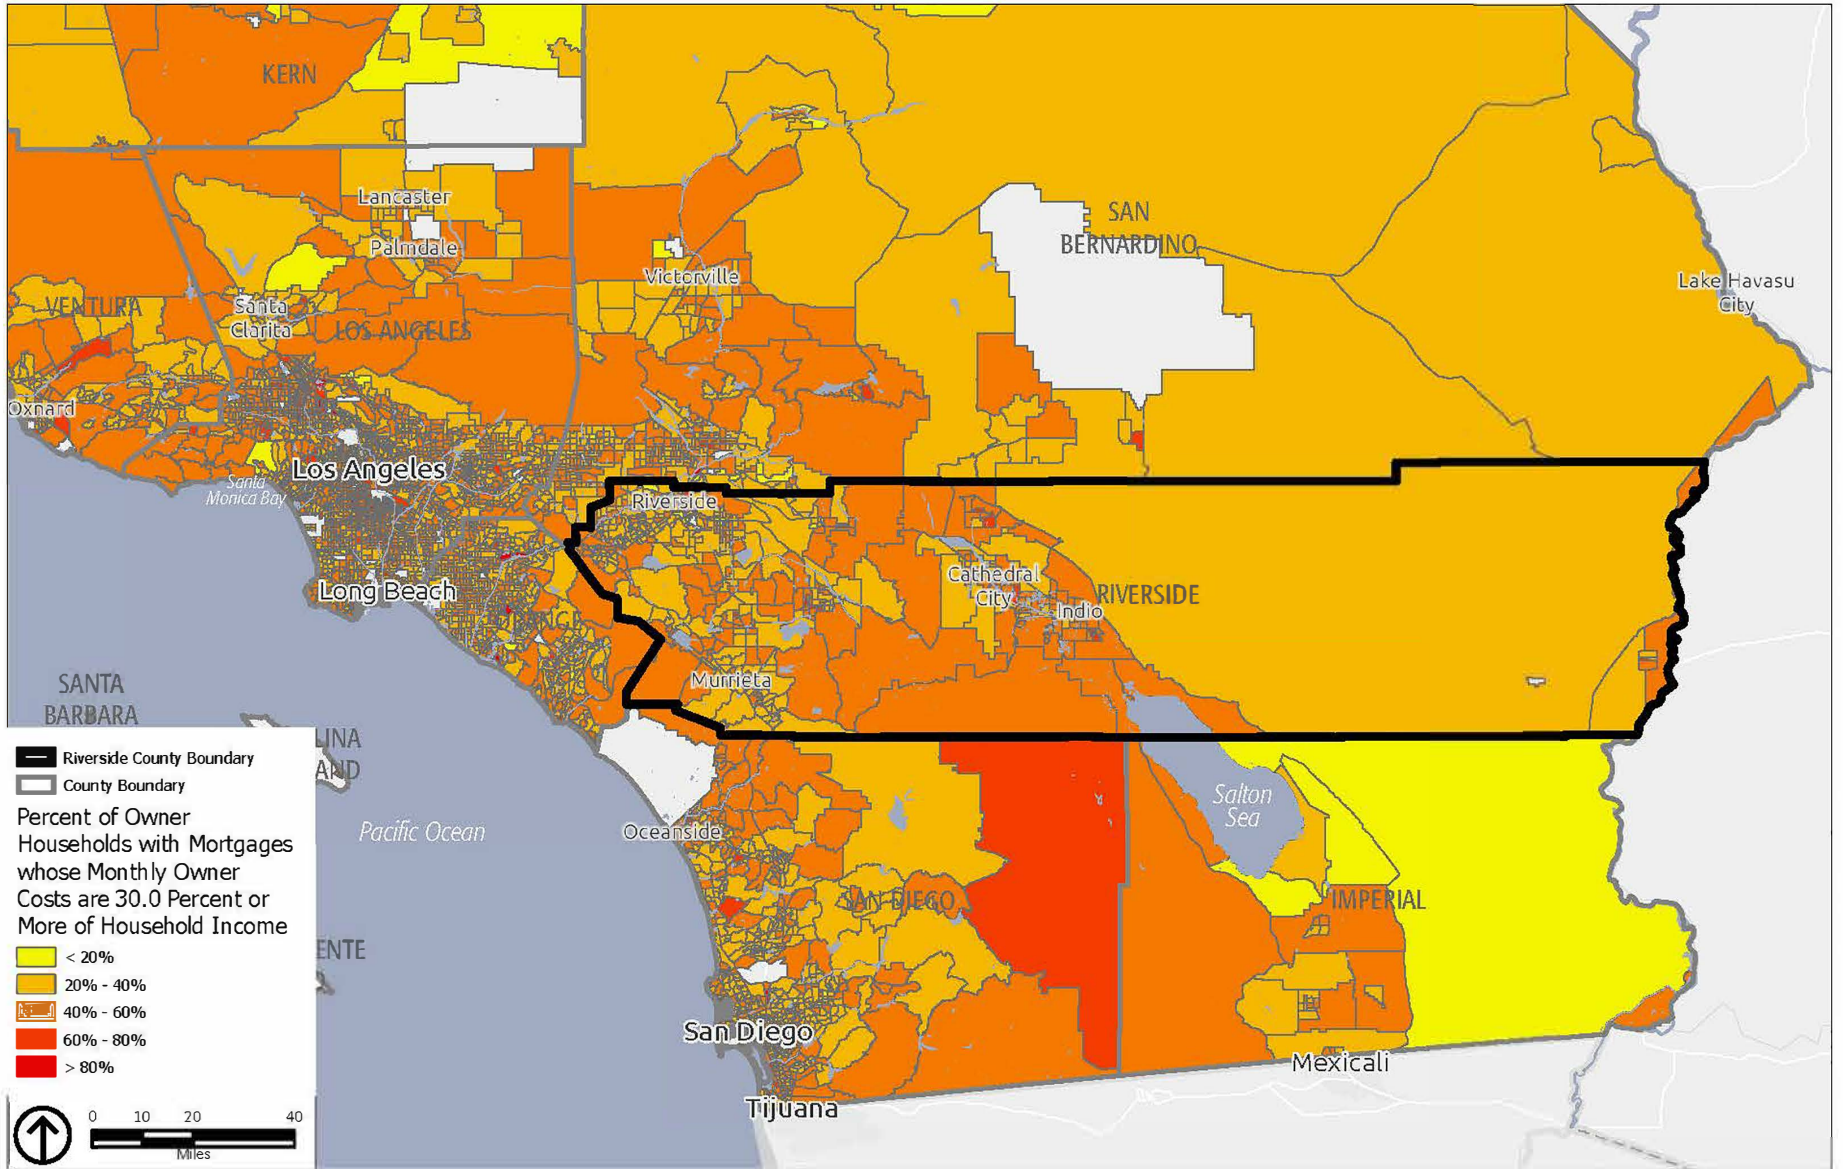 KERN
Lancaster
Palmdale
SAN
BERNARDINO
Victorville
Lake Havasu
City
VENTURA
Santa
Clarita
LOS ANGELES
Oxnard
Los Angeles
Santa
Monica Bay
Riverside
Long Beach
Cathedral
City
Indio
RIVERSIDE
Murrieta
SANTA
BARBARA
LINA
AND
Salton
Sea
Pacific Ocean
Oceanside
SAN DIEGO
IMPERIAL
ENTE
San Diego
Mexicali
Tijuana
Riverside County Boundary
County Boundary
Percent of Owner
Households with Mortgages
whose Monthly Owner
Costs are 30.0 Percent or
More of Household Income
< 20%
20% - 40%
40% - 60%
60% - 80%
> 80%
0 10 20 40
Miles